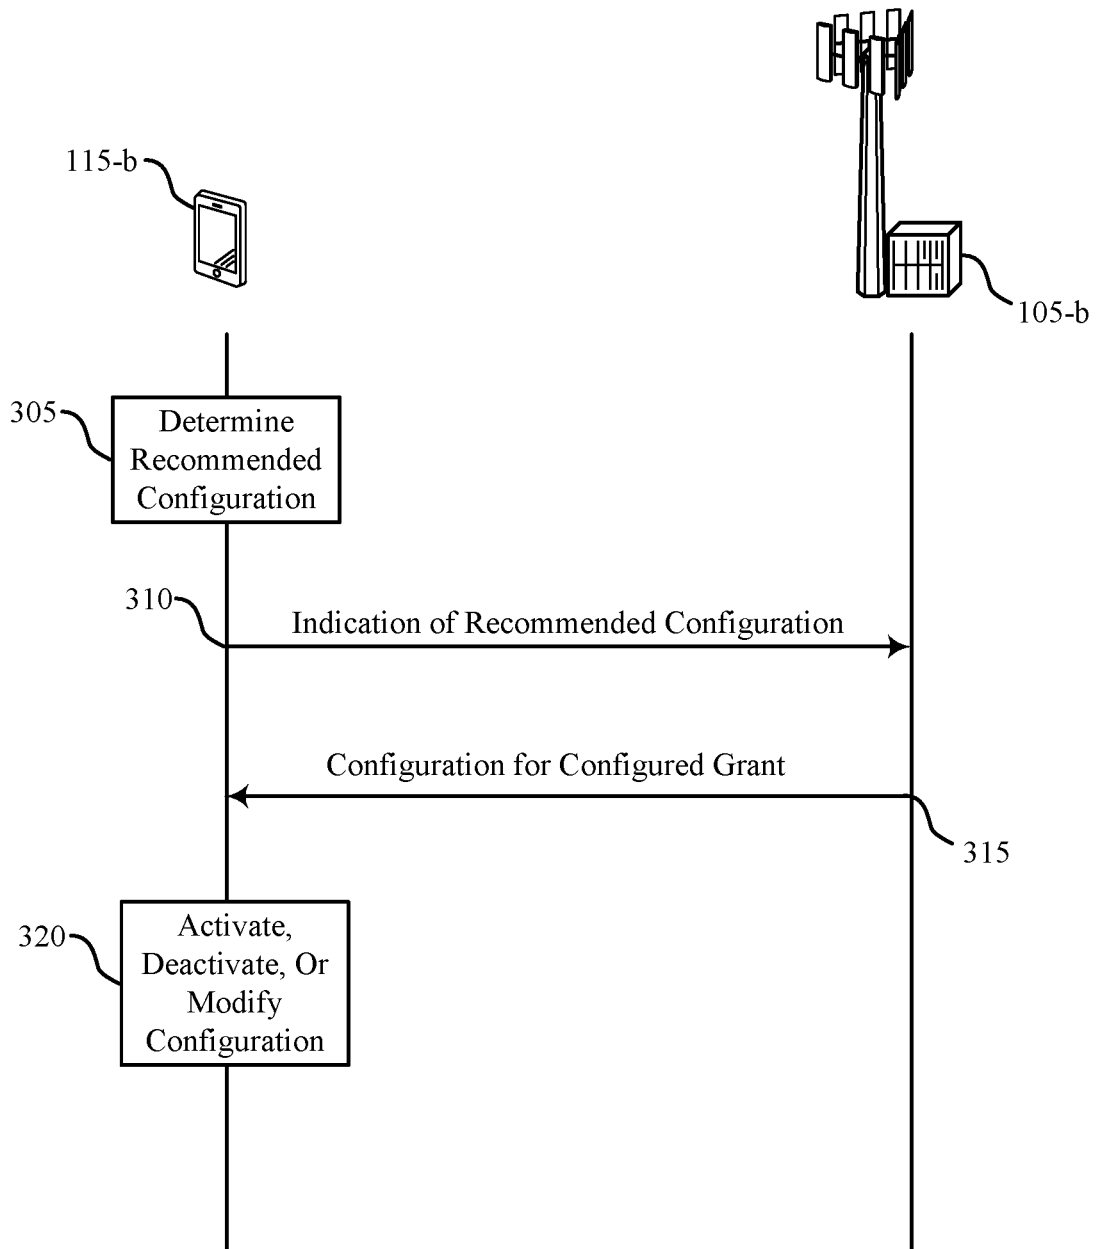 115-b
105-b
305
Determine
Recommended
Configuration
310
Indication of Recommended Configuration
Configuration for Configured Grant
315
320
Activate,
Deactivate, Or
Modify
Configuration